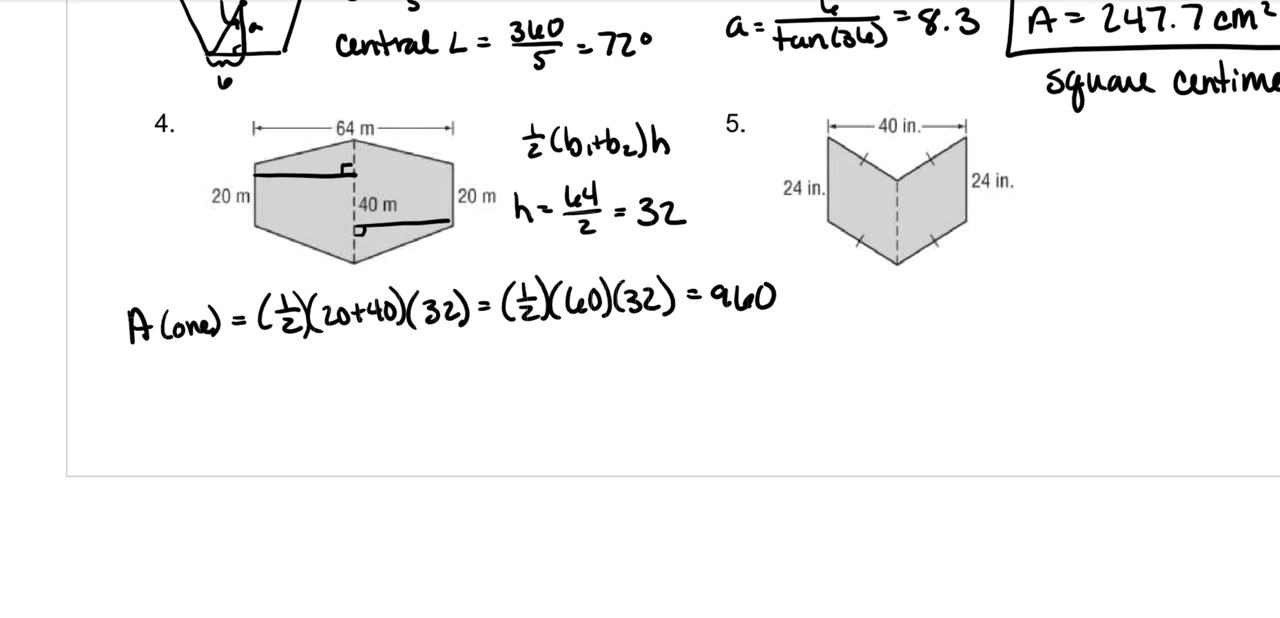 central ∠ = 360/5 = 72°
a = 6/tan(36) = 8.3
A = 247.7 cm²
square centime
6
a
4.
64 m
20 m
40 m
20 m
½(b₁+b₂)h
h = 64/2 = 32
5.
40 in.
24 in.
24 in.
A(one) = (½)(20+40)(32) = (½)(60)(32) = 960